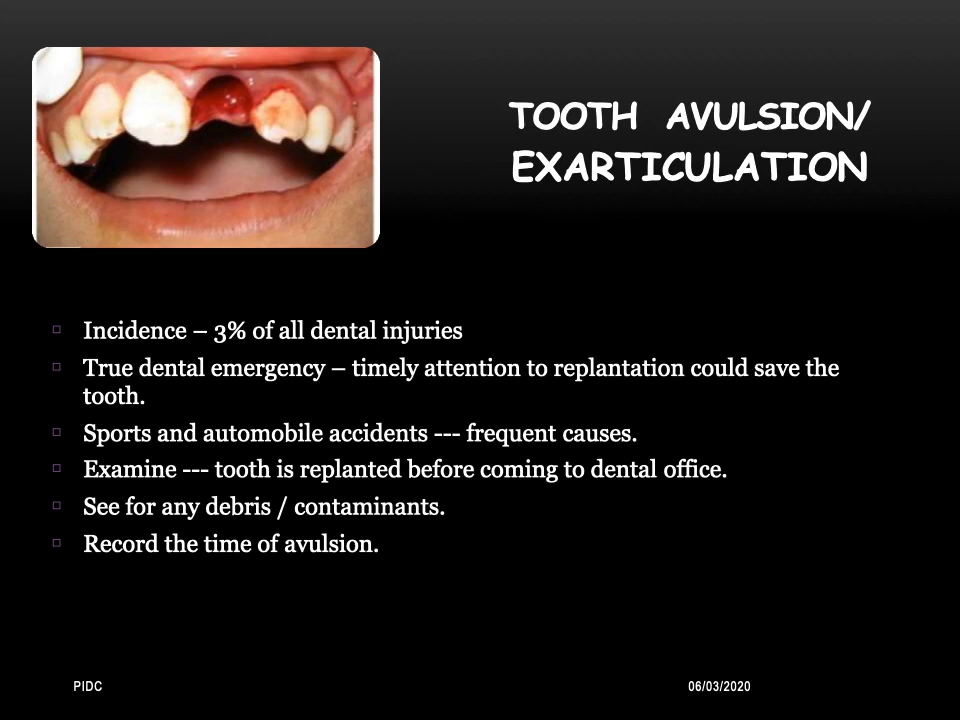 TOOTH AVULSION/
EXARTICULATION
Incidence – 3% of all dental injuries
True dental emergency – timely attention to replantation could save the
tooth.
Sports and automobile accidents --- frequent causes.
Examine --- tooth is replanted before coming to dental office.
See for any debris / contaminants.
Record the time of avulsion.
PIDC
06/03/2020